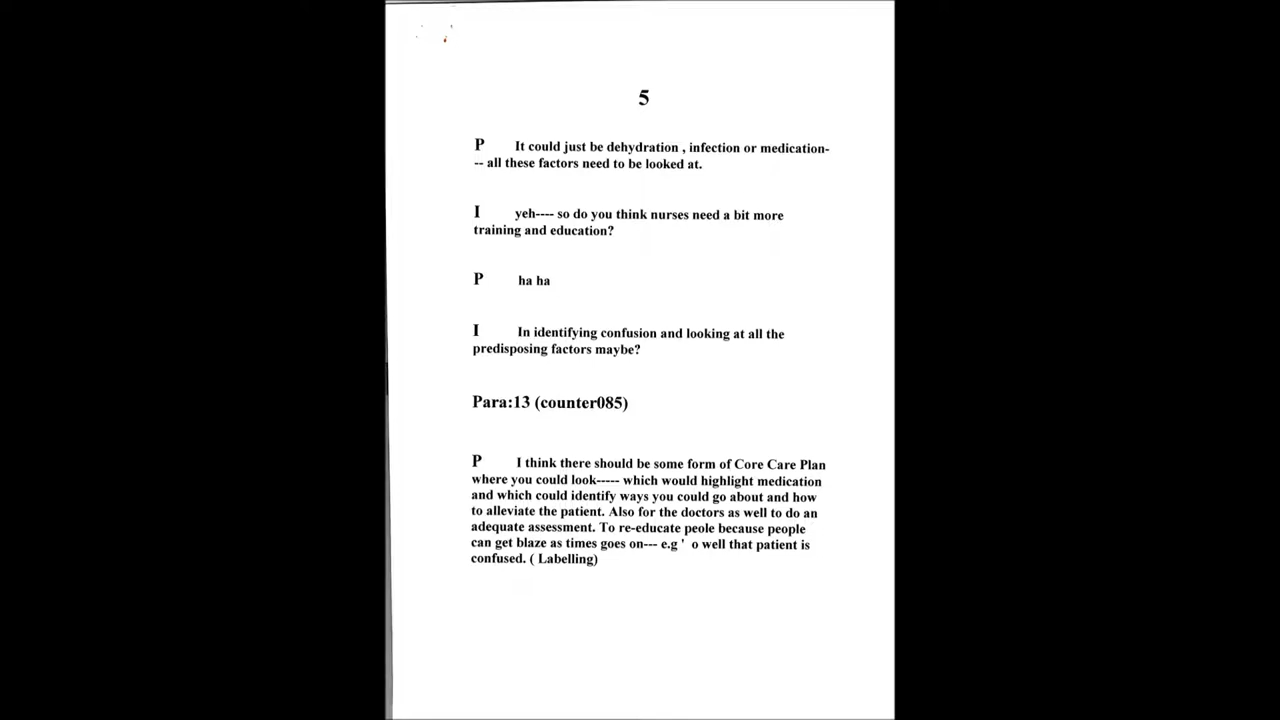 5
P It could just be dehydration , infection or medication-
-- all these factors need to be looked at.
I yeh---- so do you think nurses need a bit more
training and education?
P ha ha
I In identifying confusion and looking at all the
predisposing factors maybe?
Para:13 (counter085)
P I think there should be some form of Core Care Plan
where you could look----- which would highlight medication
and which could identify ways you could go about and how
to alleviate the patient. Also for the doctors as well to do an
adequate assessment. To re-educate peole because people
can get blaze as times goes on--- e.g ' o well that patient is
confused. ( Labelling)